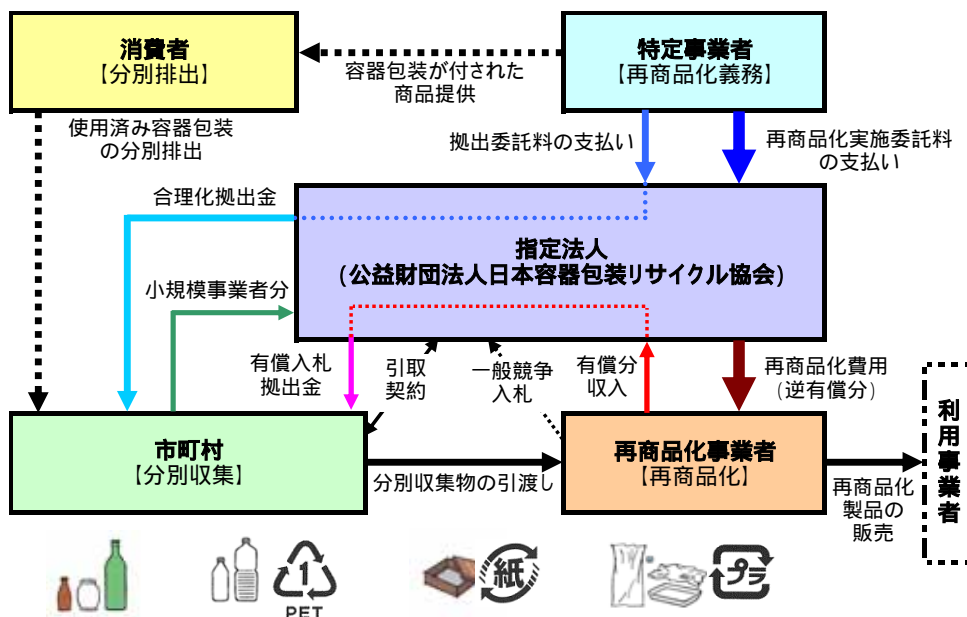 消費者
【分別排出】
特定事業者
【再商品化義務】
容器包装が付された
商品提供
使用済み容器包装
の分別排出
拠出委託料の支払い
再商品化実施委託料
の支払い
合理化拠出金
指定法人
(公益財団法人日本容器包装リサイクル協会)
小規模事業者分
有償入札
拠出金
引取
契約
一般競争
入札
有償分
収入
再商品化費用
(逆有償分)
市町村
【分別収集】
分別収集物の引渡し
再商品化事業者
【再商品化】
再商品化
製品の
販売
利用事業者
1
PET
紙
プラ